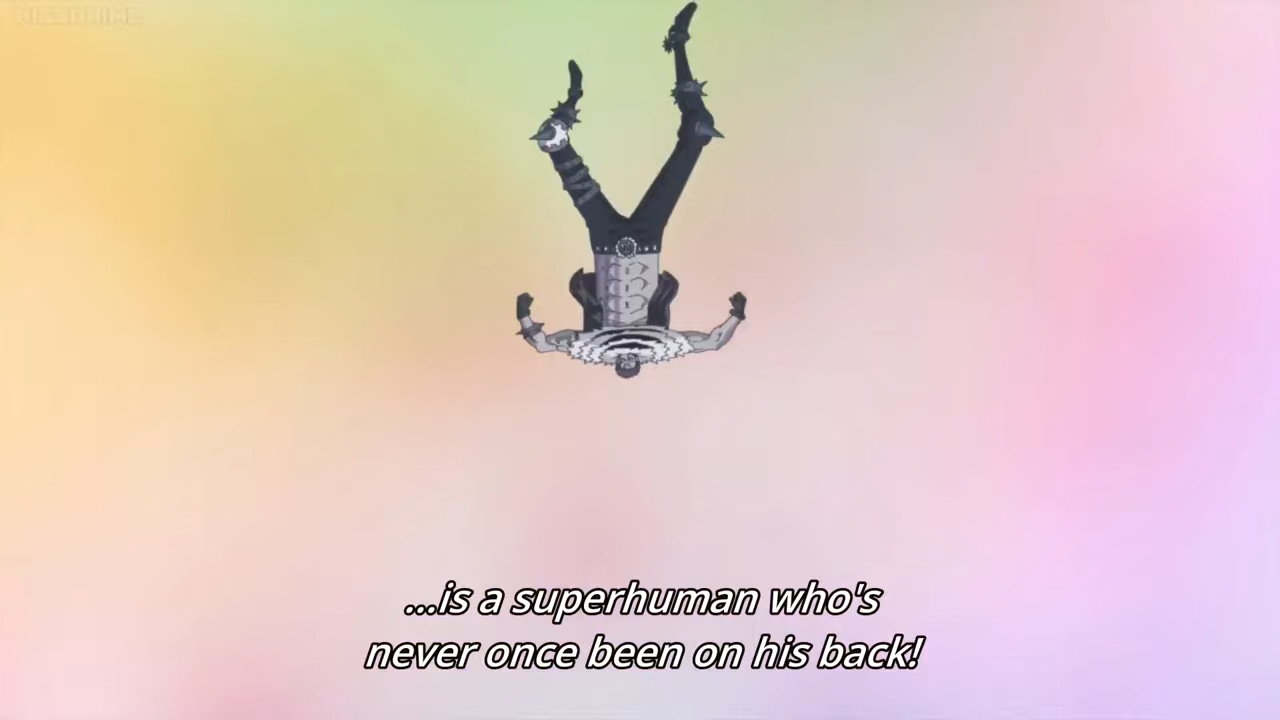 ...is a superhuman who's
never once been on his back!